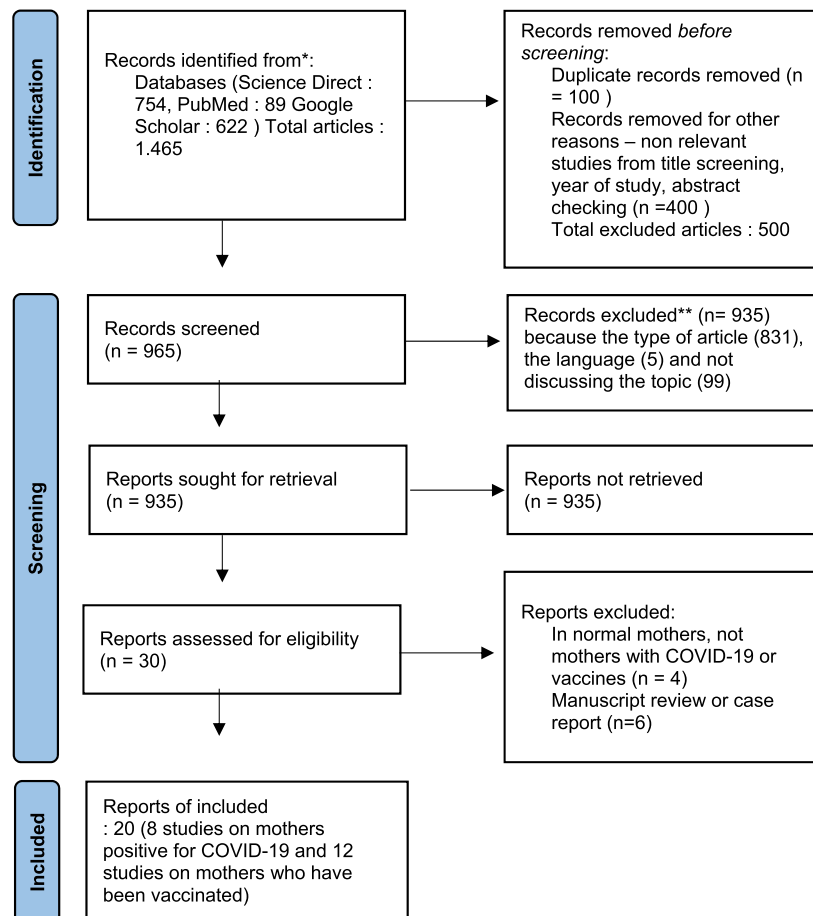 Identification
Records identified from*:
Databases (Science Direct :
754, PubMed : 89 Google
Scholar : 622 ) Total articles :
1.465
Records removed before
screening:
Duplicate records removed (n
= 100 )
Records removed for other
reasons – non relevant
studies from title screening,
year of study, abstract
checking (n =400 )
Total excluded articles : 500
Screening
Records screened
(n = 965)
Records excluded** (n= 935)
because the type of article (831),
the language (5) and not
discussing the topic (99)
Reports sought for retrieval
(n = 935)
Reports not retrieved
(n = 935)
Reports assessed for eligibility
(n = 30)
Reports excluded:
In normal mothers, not
mothers with COVID-19 or
vaccines (n = 4)
Manuscript review or case
report (n=6)
Included
Reports of included
: 20 (8 studies on mothers
positive for COVID-19 and 12
studies on mothers who have
been vaccinated)